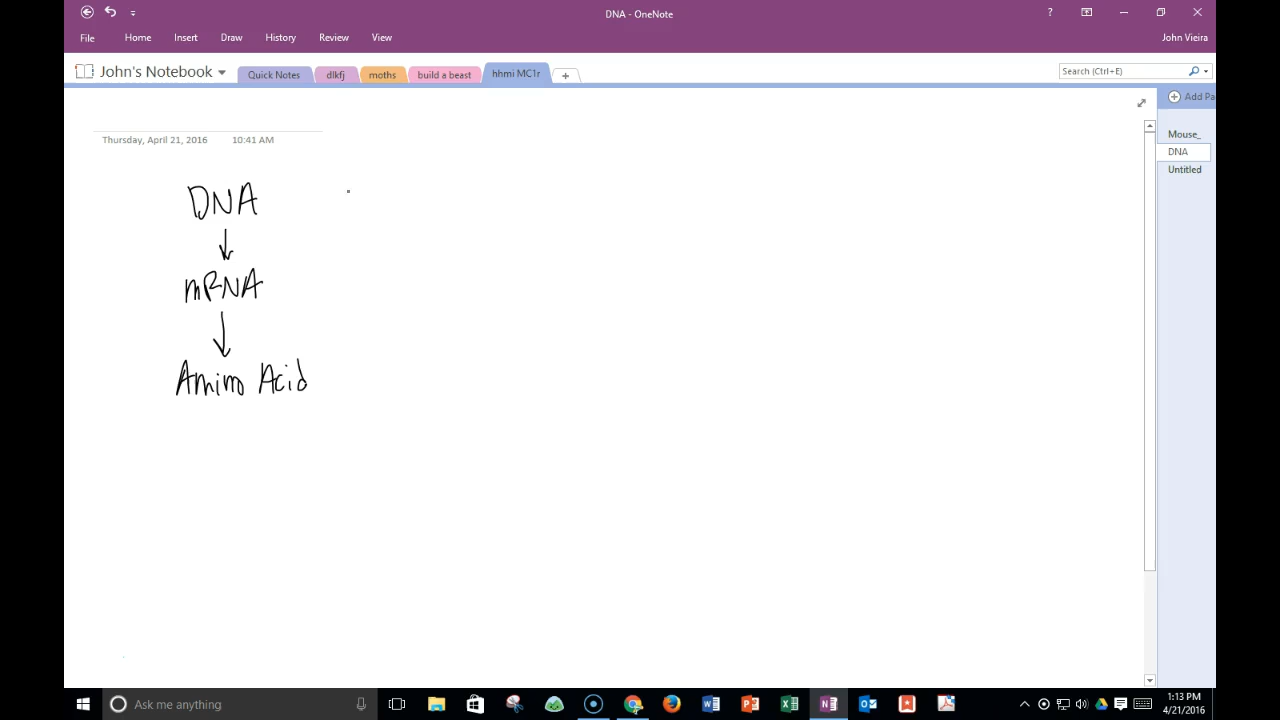 DNA - OneNote
?
File Home Insert Draw History Review View
John Vieira
John's Notebook
Quick Notes dlkfj moths build a beast hhmi MC1r
Search (Ctrl+E)
Add Pa
Mouse_
DNA
Untitled
Thursday, April 21, 2016 10:41 AM
DNA
mRNA
Amino Acid
Ask me anything
1:13 PM
4/21/2016